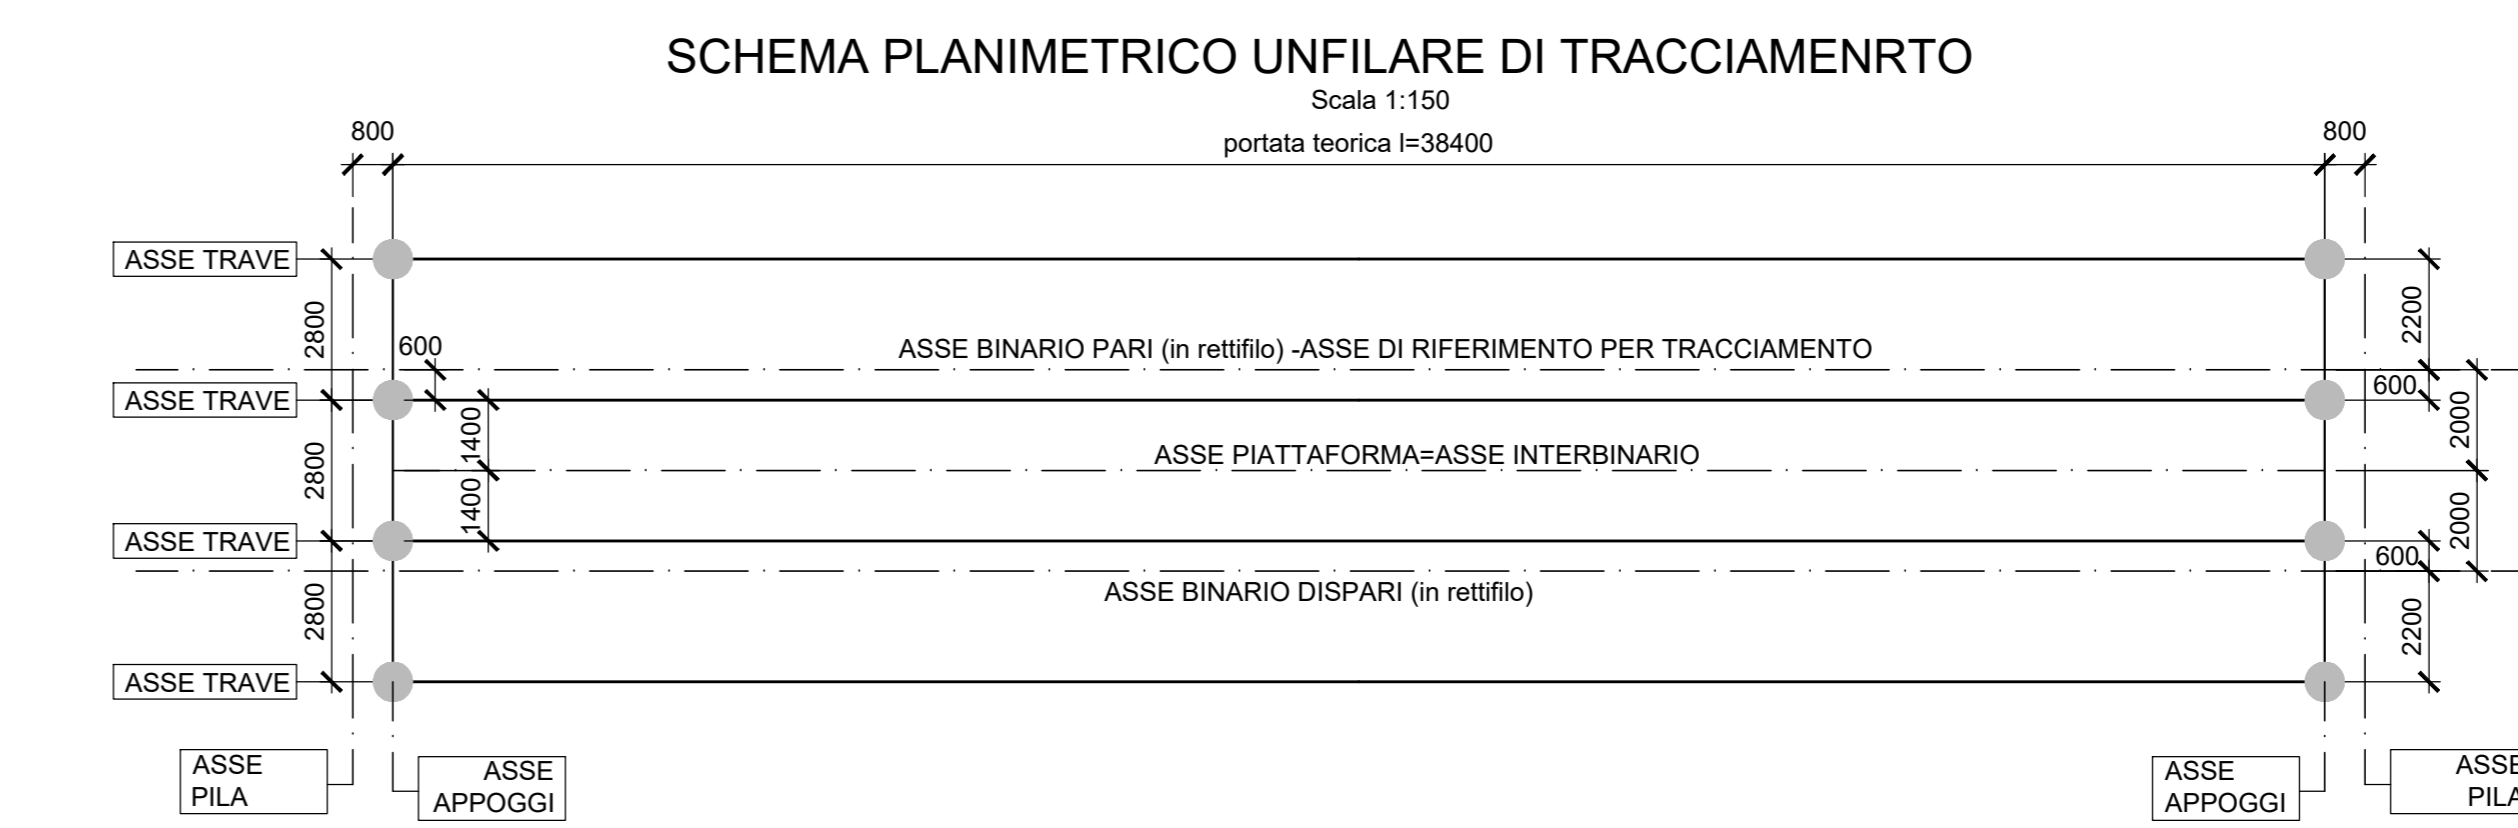 SCHEMA PLANIMETRICO UNFILARE DI TRACCIAMENRTO
Scala 1:150
800
portata teorica l=38400
800
ASSE TRAVE
2800
2200
600
ASSE BINARIO PARI (in rettifilo) -ASSE DI RIFERIMENTO PER TRACCIAMENTO
ASSE TRAVE
600
1400
2000
2800
ASSE PIATTAFORMA=ASSE INTERBINARIO
1400
2000
ASSE TRAVE
600
ASSE BINARIO DISPARI (in rettifilo)
2800
2200
ASSE TRAVE
ASSE
PILA
ASSE
APPOGGI
ASSE
APPOGGI
ASSE
PILA